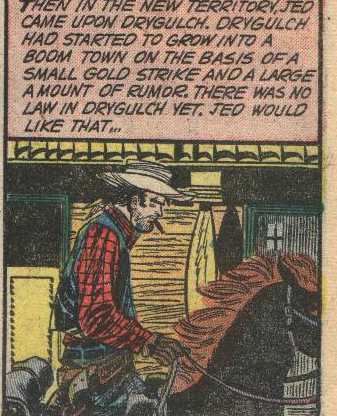 THEN IN THE NEW TERRITORY, JED
CAME UPON DRYGULCH. DRYGULCH
HAD STARTED TO GROW INTO A
BOOM TOWN ON THE BASIS OF A
SMALL GOLD STRIKE AND A LARGE
AMOUNT OF RUMOR. THERE WAS NO
LAW IN DRYGULCH YET. JED WOULD
LIKE THAT...